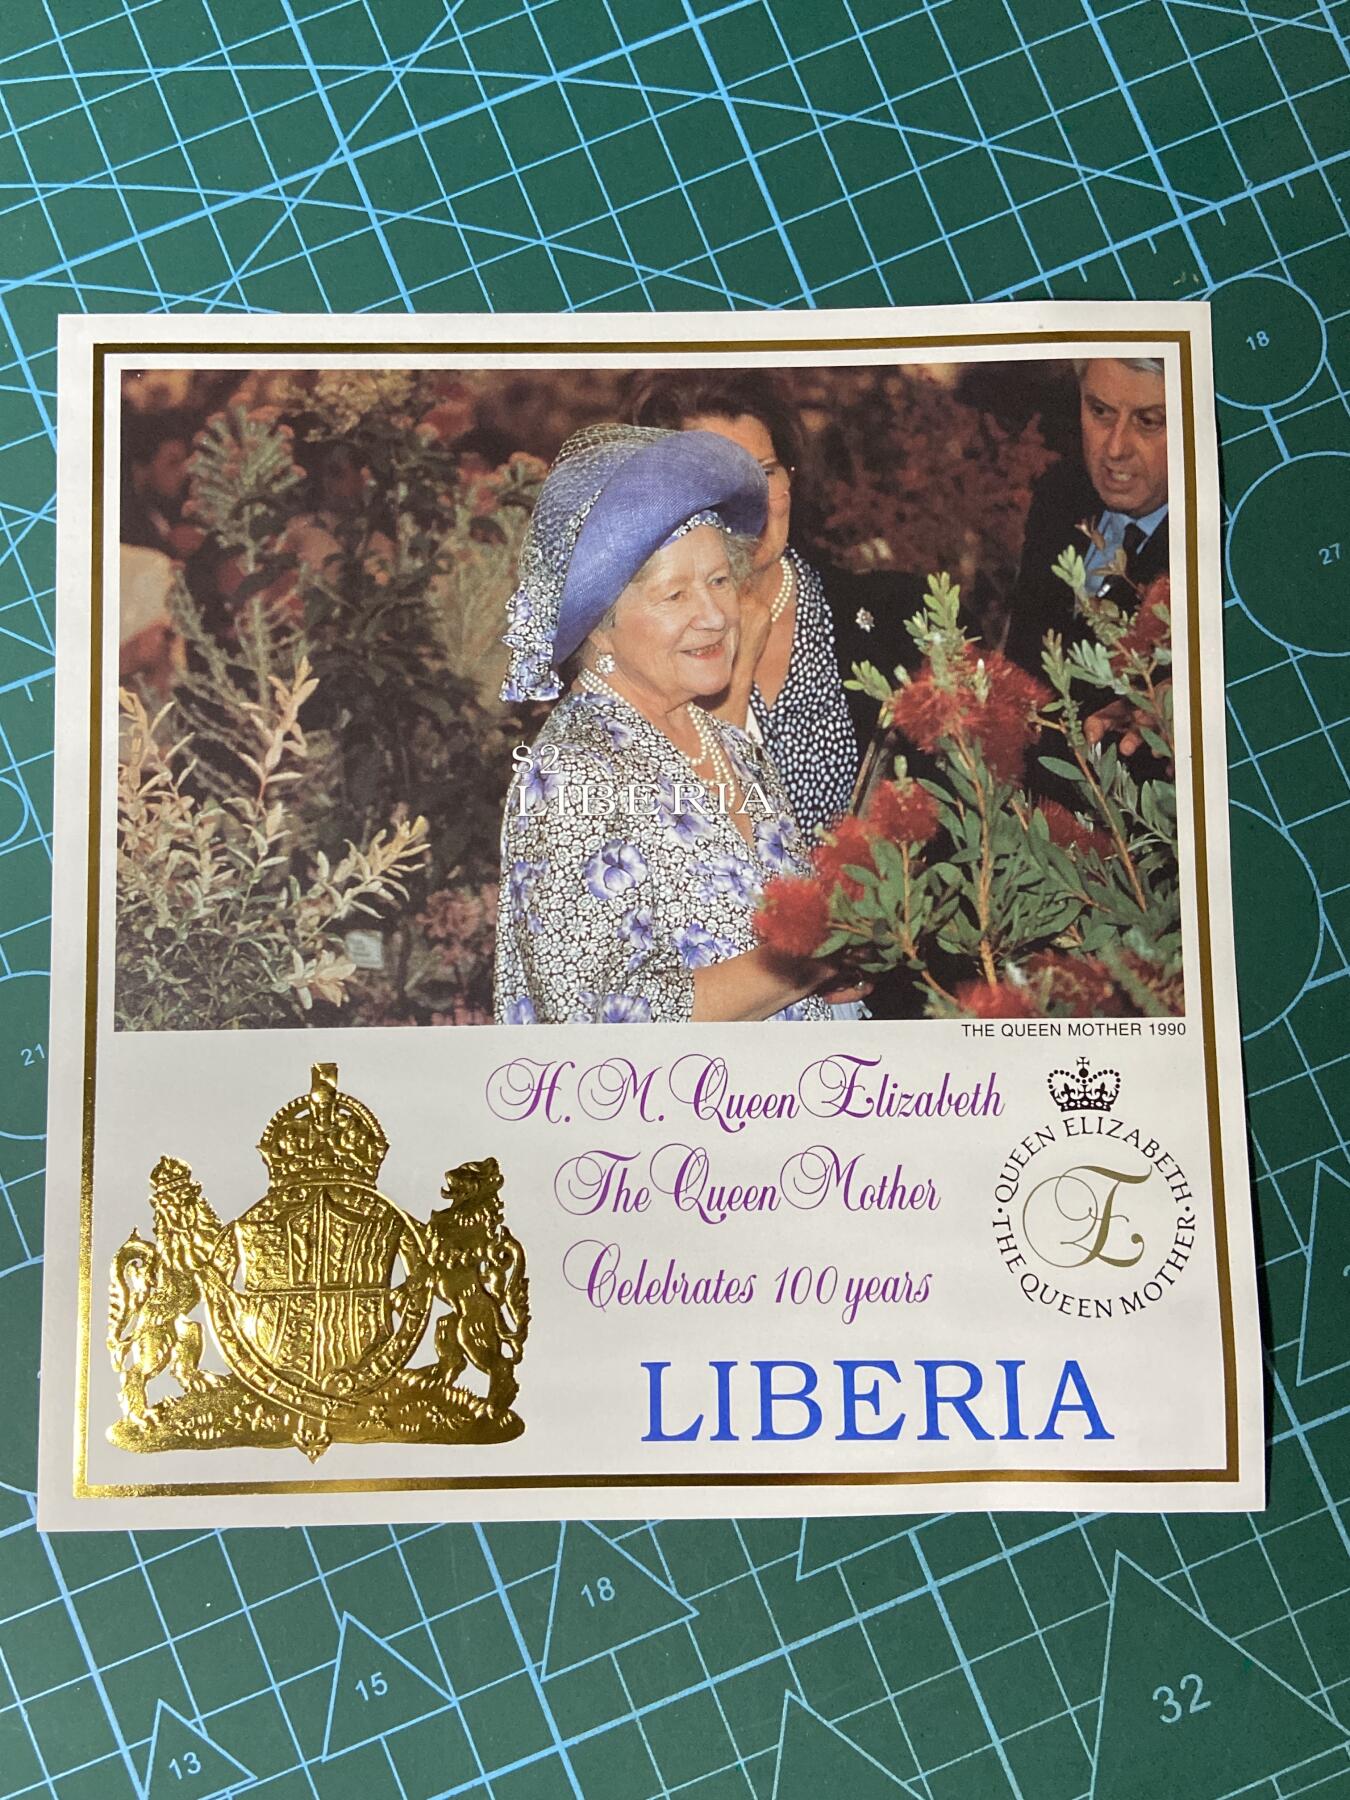 $2
LIBERIA
THE QUEEN MOTHER 1990
H. M. Queen Elizabeth
The Queen Mother
Celebrates 100 years
·QUEEN ELIZABETH·
THE QUEEN MOTHER
E
LIBERIA
18
27
21
18
15
13
32